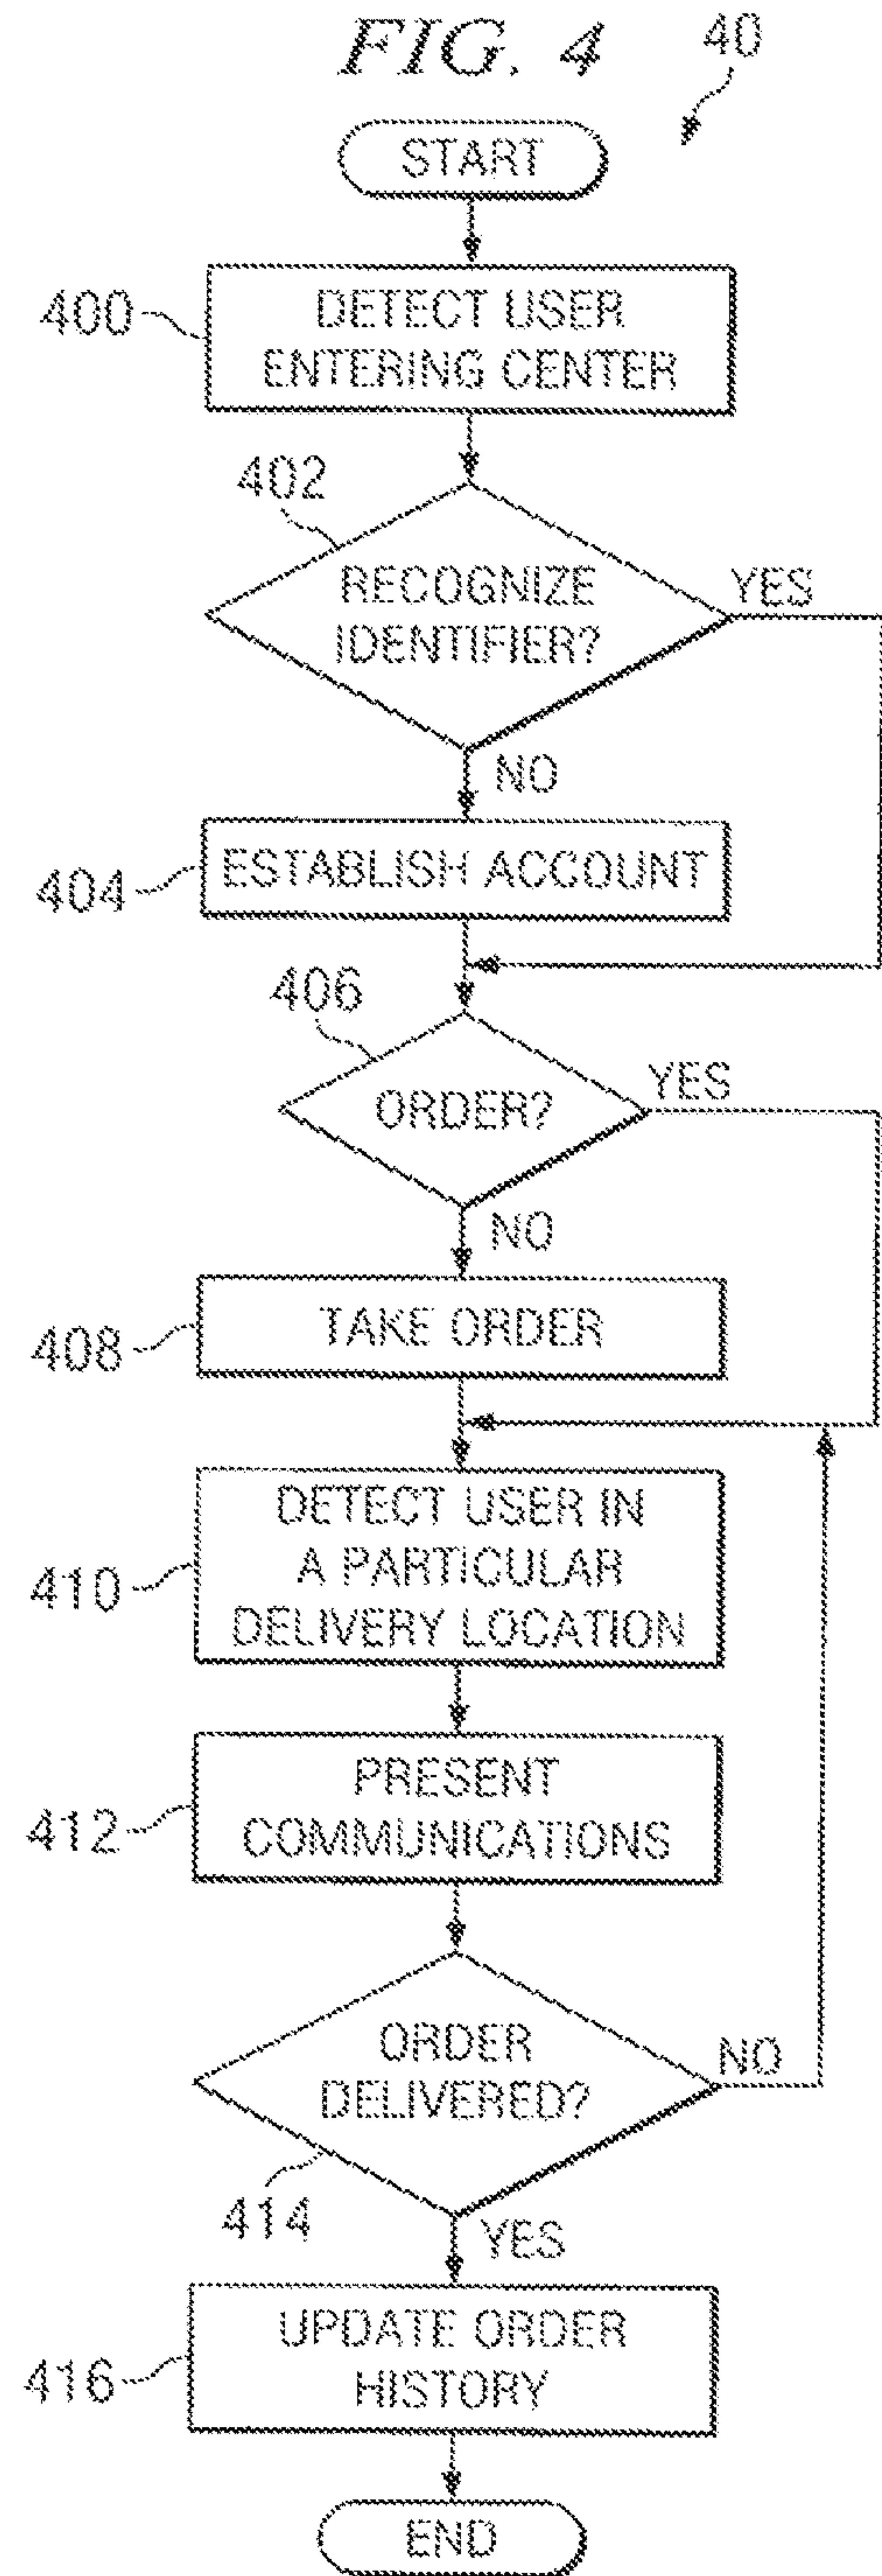 FIG. 4
40
START
400
DETECT USER
ENTERING CENTER
402
RECOGNIZE
IDENTIFIER?
YES
NO
404
ESTABLISH ACCOUNT
406
ORDER?
YES
NO
408
TAKE ORDER
410
DETECT USER IN
A PARTICULAR
DELIVERY LOCATION
412
PRESENT
COMMUNICATIONS
ORDER
DELIVERED?
NO
414
YES
416
UPDATE ORDER
HISTORY
END